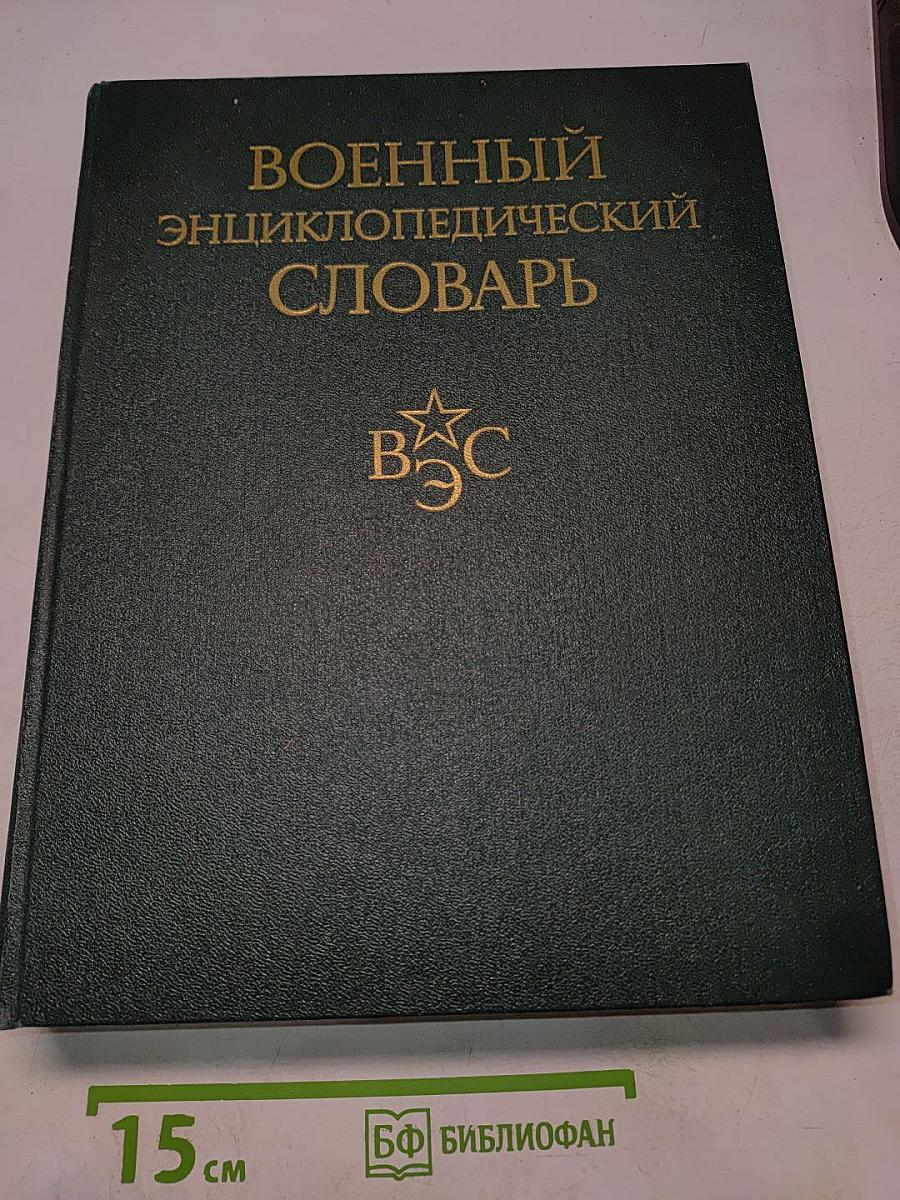 ВОЕННЫЙ
ЭНЦИКЛОПЕДИЧЕСКИЙ
СЛОВАРЬ
ВЭС
15 см
БФ БИБЛИОФАН